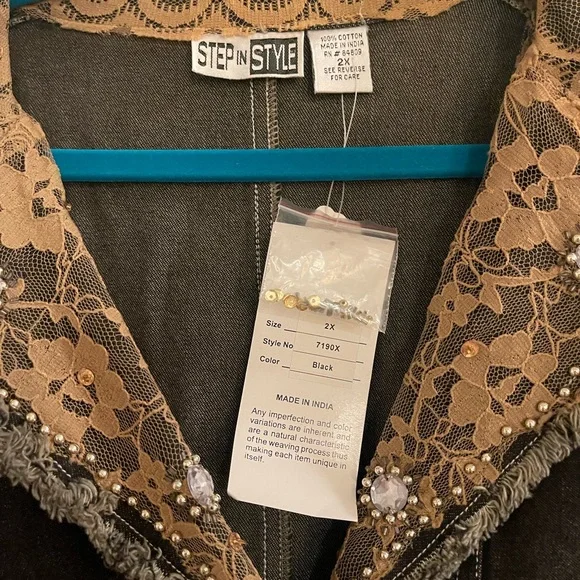 STEP IN STYLE
100% COTTON
MADE IN INDIA
RN # 84809
2X
SEE REVERSE
FOR CARE
Size 2X
Style No 7190X
Color Black
MADE IN INDIA
Any imperfection and color
variations are inherent and
are a natural characteristic
of the weaving process thus
making each item unique in
itself.